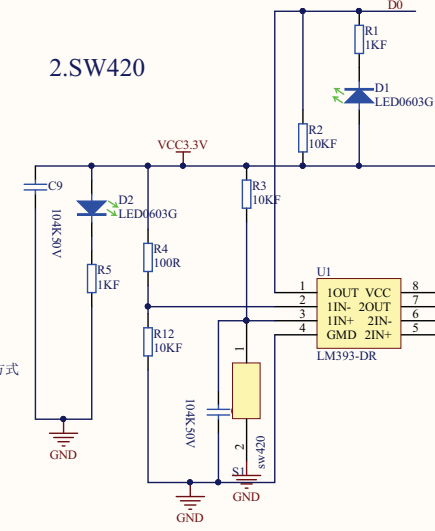 D0
R1
1KF
2.SW420
D1
LED0603G
R2
10KF
VCC3.3V
C9
104K50V
D2
LED0603G
R3
10KF
R4
100R
R5
1KF
U1
1 1OUT VCC 8
2 1IN- 2OUT 7
3 1IN+ 2IN- 6
4 GMD 2IN+ 5
LM393-DR
R12
10KF
方式
1
104K50V
2
sw420
S1
GND
GND
GND